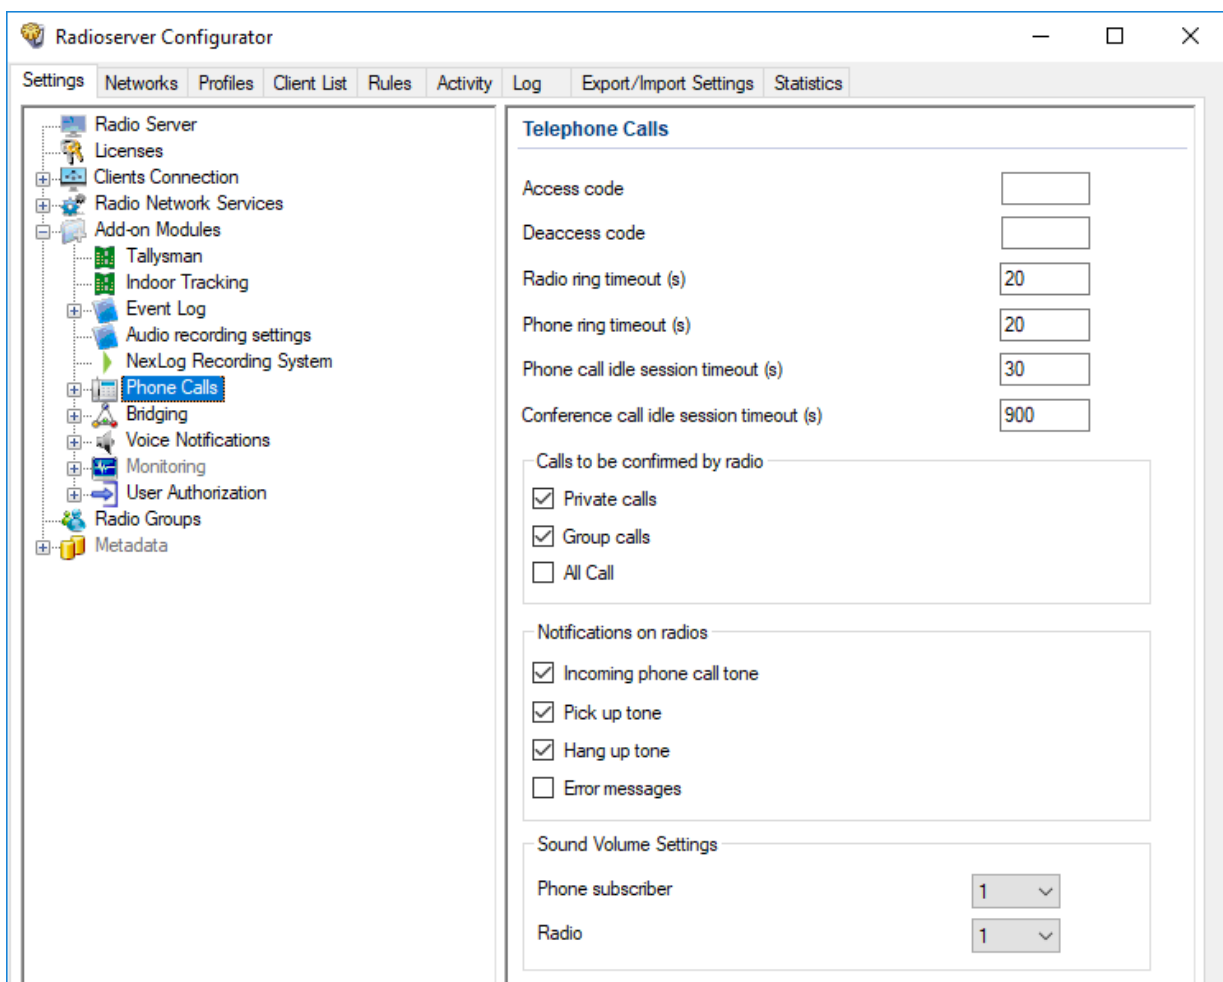 Radioserver Configurator
Settings Networks Profiles Client List Rules Activity Log Export/Import Settings Statistics
Radio Server
Licenses
Clients Connection
Radio Network Services
Add-on Modules
Tallysman
Indoor Tracking
Event Log
Audio recording settings
NexLog Recording System
Phone Calls
Bridging
Voice Notifications
Monitoring
User Authorization
Radio Groups
Metadata
Telephone Calls
Access code
Deaccess code
Radio ring timeout (s) 20
Phone ring timeout (s) 20
Phone call idle session timeout (s) 30
Conference call idle session timeout (s) 900
Calls to be confirmed by radio
Private calls
Group calls
All Call
Notifications on radios
Incoming phone call tone
Pick up tone
Hang up tone
Error messages
Sound Volume Settings
Phone subscriber 1
Radio 1